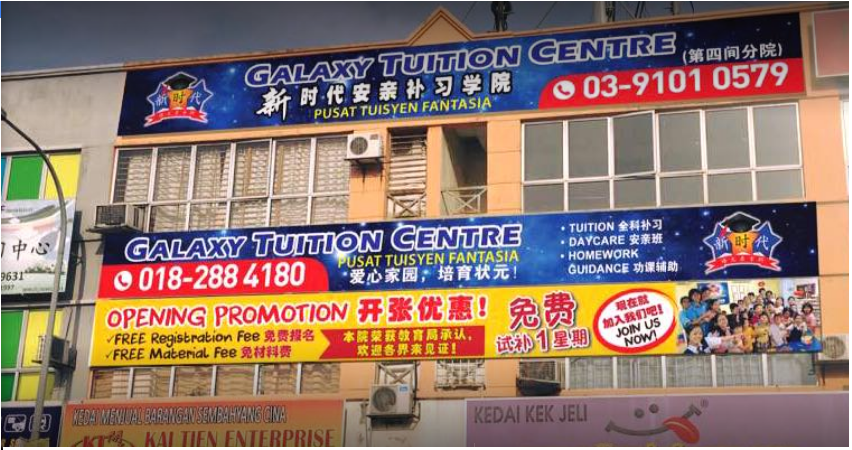 GALAXY TUITION CENTRE
(第四间分院)
新时代安亲补习学院
PUSAT TUISYEN FANTASIA
03-9101 0579
新时代
GALAXY TUITION CENTRE
PUSAT TUISYEN FANTASIA
018-288 4180
爱心家园，培育状元！
• TUITION 全科补习
• DAYCARE 安亲班
• HOMEWORK
GUIDANCE 功课辅助
新时代
OPENING PROMOTION 开张优惠！
✓FREE Registration Fee 免费报名
✓FREE Material Fee 免材料费
本院荣获教育局承认，
欢迎各界来见证！
免费
试补1星期
现在就
加入我们吧！
JOIN US
NOW!
中心
9631
KEDAI MENJUAL BARANGAN SEMBAHYANG CINA
KAI TIEN ENTERPRISE
KEDAI KEK JELI